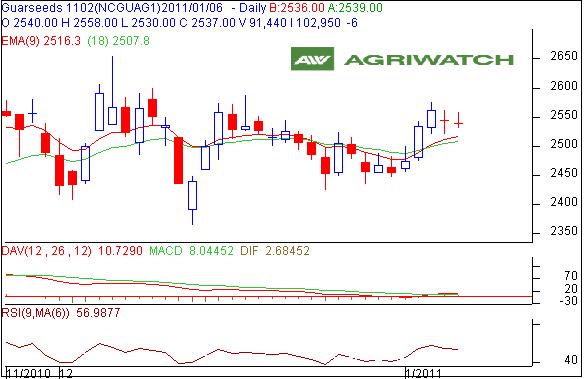 Guarseeds 1102(NCGUAG1)2011/01/06 - Daily B:2536.00 A:2539.00
O 2540.00 H 2558.00 L 2530.00 C 2537.00 V 91,440 I 102,950 -6
EMA(9) 2516.3 (18) 2507.8
AW AGRIWATCH
2650
2600
2550
2500
2450
2400
2350
DAV(12 , 26 , 12) 10.7290 MACD 8.04452 DIF 2.68452
70
20
-30
RSI(9,MA(6)) 56.9877
40
11/2010 12 1/2011